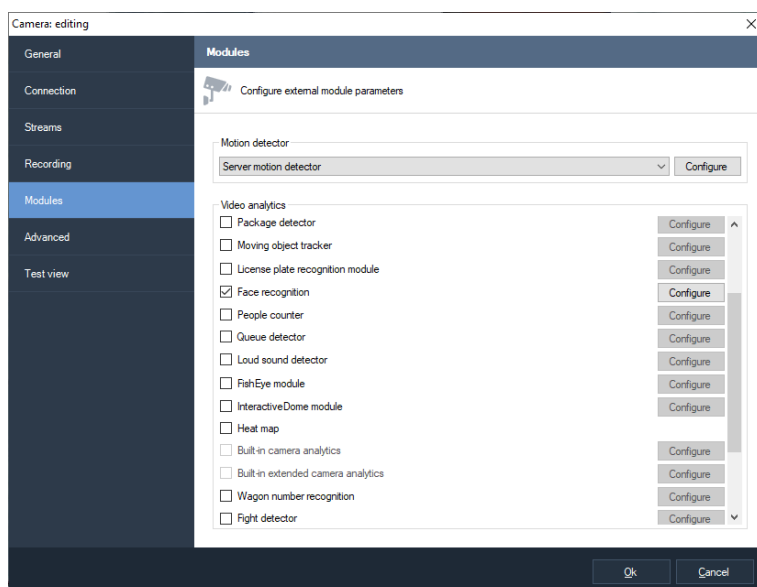 Camera: editing
General
Connection
Streams
Recording
Modules
Advanced
Test view
Modules
Configure external module parameters
Motion detector
Server motion detector Configure
Video analytics
Package detector Configure
Moving object tracker Configure
License plate recognition module Configure
Face recognition Configure
People counter Configure
Queue detector Configure
Loud sound detector Configure
FishEye module Configure
InteractiveDome module Configure
Heat map
Built-in camera analytics Configure
Built-in extended camera analytics Configure
Wagon number recognition Configure
Fight detector Configure
Ok Cancel